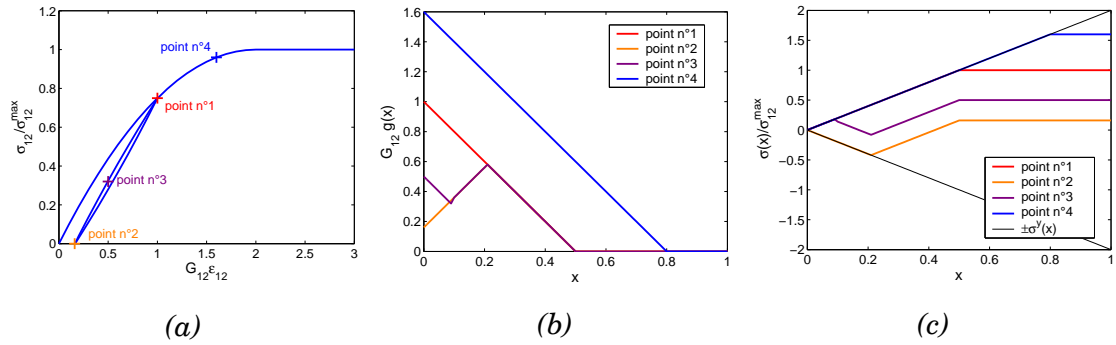 1.2
1
0.8
0.6
0.4
0.2
0
0
0.5
1
1.5
2
2.5
3
σ12/σ12^max
G12ε12
point n°4
point n°1
point n°3
point n°2
(a)
1.6
1.4
1.2
1
0.8
0.6
0.4
0.2
0
0
0.2
0.4
0.6
0.8
1
G12 g(x)
x
point n°1
point n°2
point n°3
point n°4
(b)
2
1.5
1
0.5
0
−0.5
−1
−1.5
−2
0
0.2
0.4
0.6
0.8
1
σ(x)/σ12^max
x
point n°1
point n°2
point n°3
point n°4
±σ^y(x)
(c)